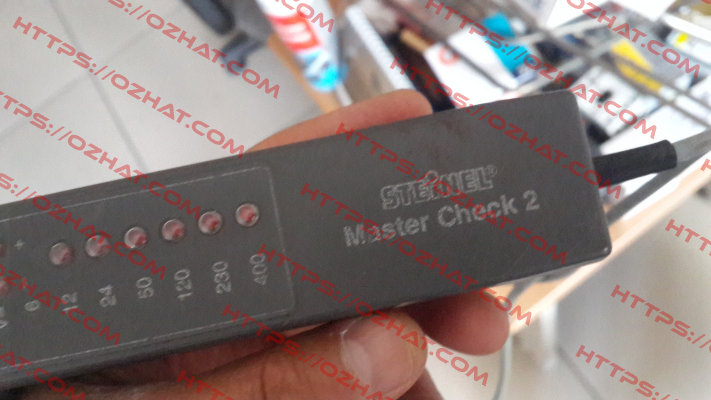 STEINEL®
Master Check 2
+
6
12
24
50
120
230
400
HTTPS://OZHAT.COM